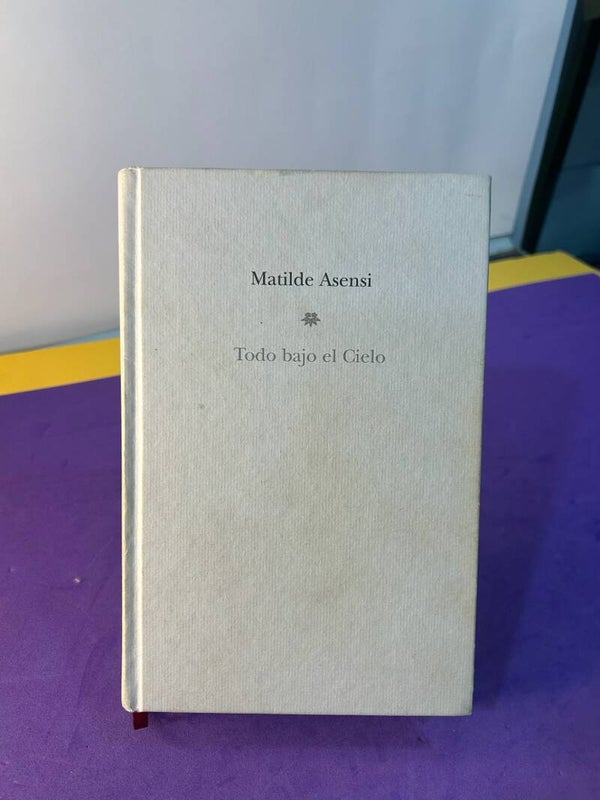 Matilde Asensi
Todo bajo el Cielo